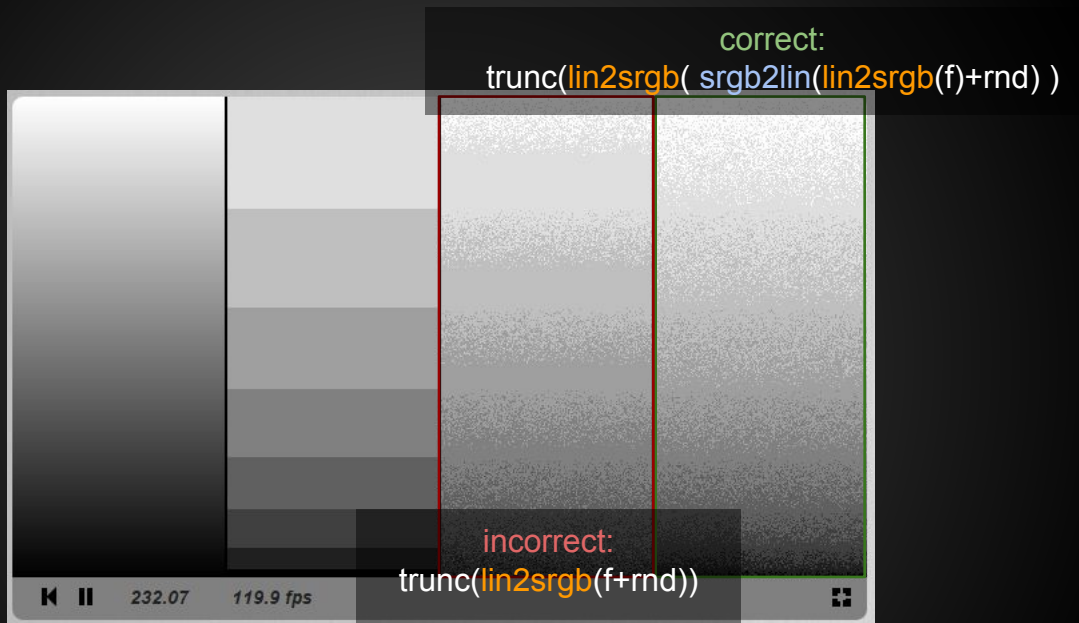 correct:
trunc(lin2srgb( srgb2lin(lin2srgb(f)+rnd) )
incorrect:
trunc(lin2srgb(f+rnd))
232.07 119.9 fps